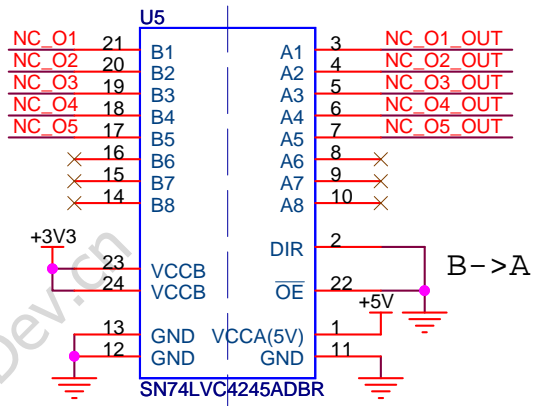 U5
NC_O1 21 B1 A1 3 NC_O1_OUT
NC_O2 20 B2 A2 4 NC_O2_OUT
NC_O3 19 B3 A3 5 NC_O3_OUT
NC_O4 18 B4 A4 6 NC_O4_OUT
NC_O5 17 B5 A5 7 NC_O5_OUT
16 B6 A6 8
15 B7 A7 9
14 B8 A8 10
+3V3
DIR 2
B->A
23 VCCB
24 VCCB OE 22
+5V
13 GND VCCA(5V) 1
12 GND GND 11
SN74LVC4245ADBR
Dev.cn